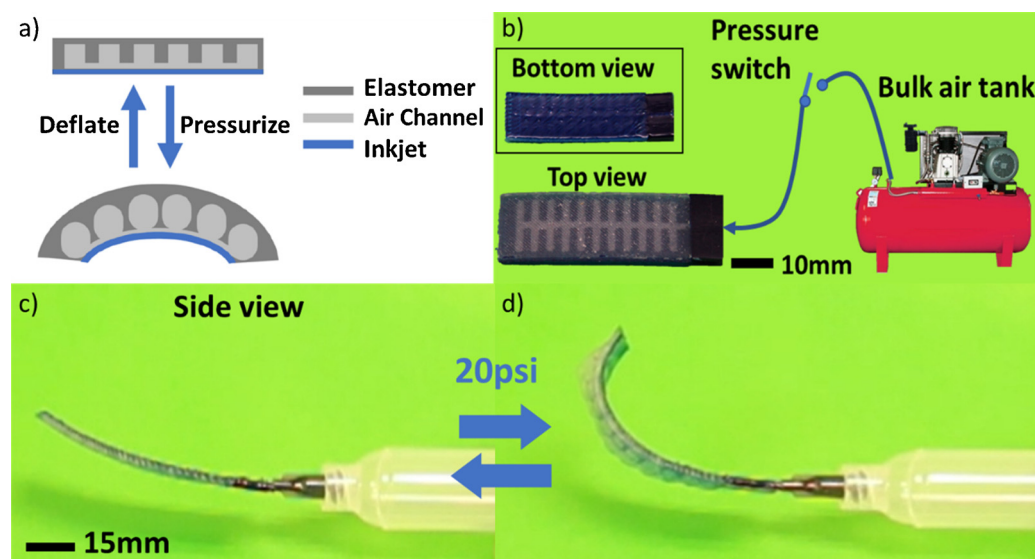 a)
Elastomer
Air Channel
Inkjet
Deflate
Pressurize
b)
Bottom view
Top view
Pressure
switch
Bulk air tank
10mm
c)
Side view
15mm
d)
20psi